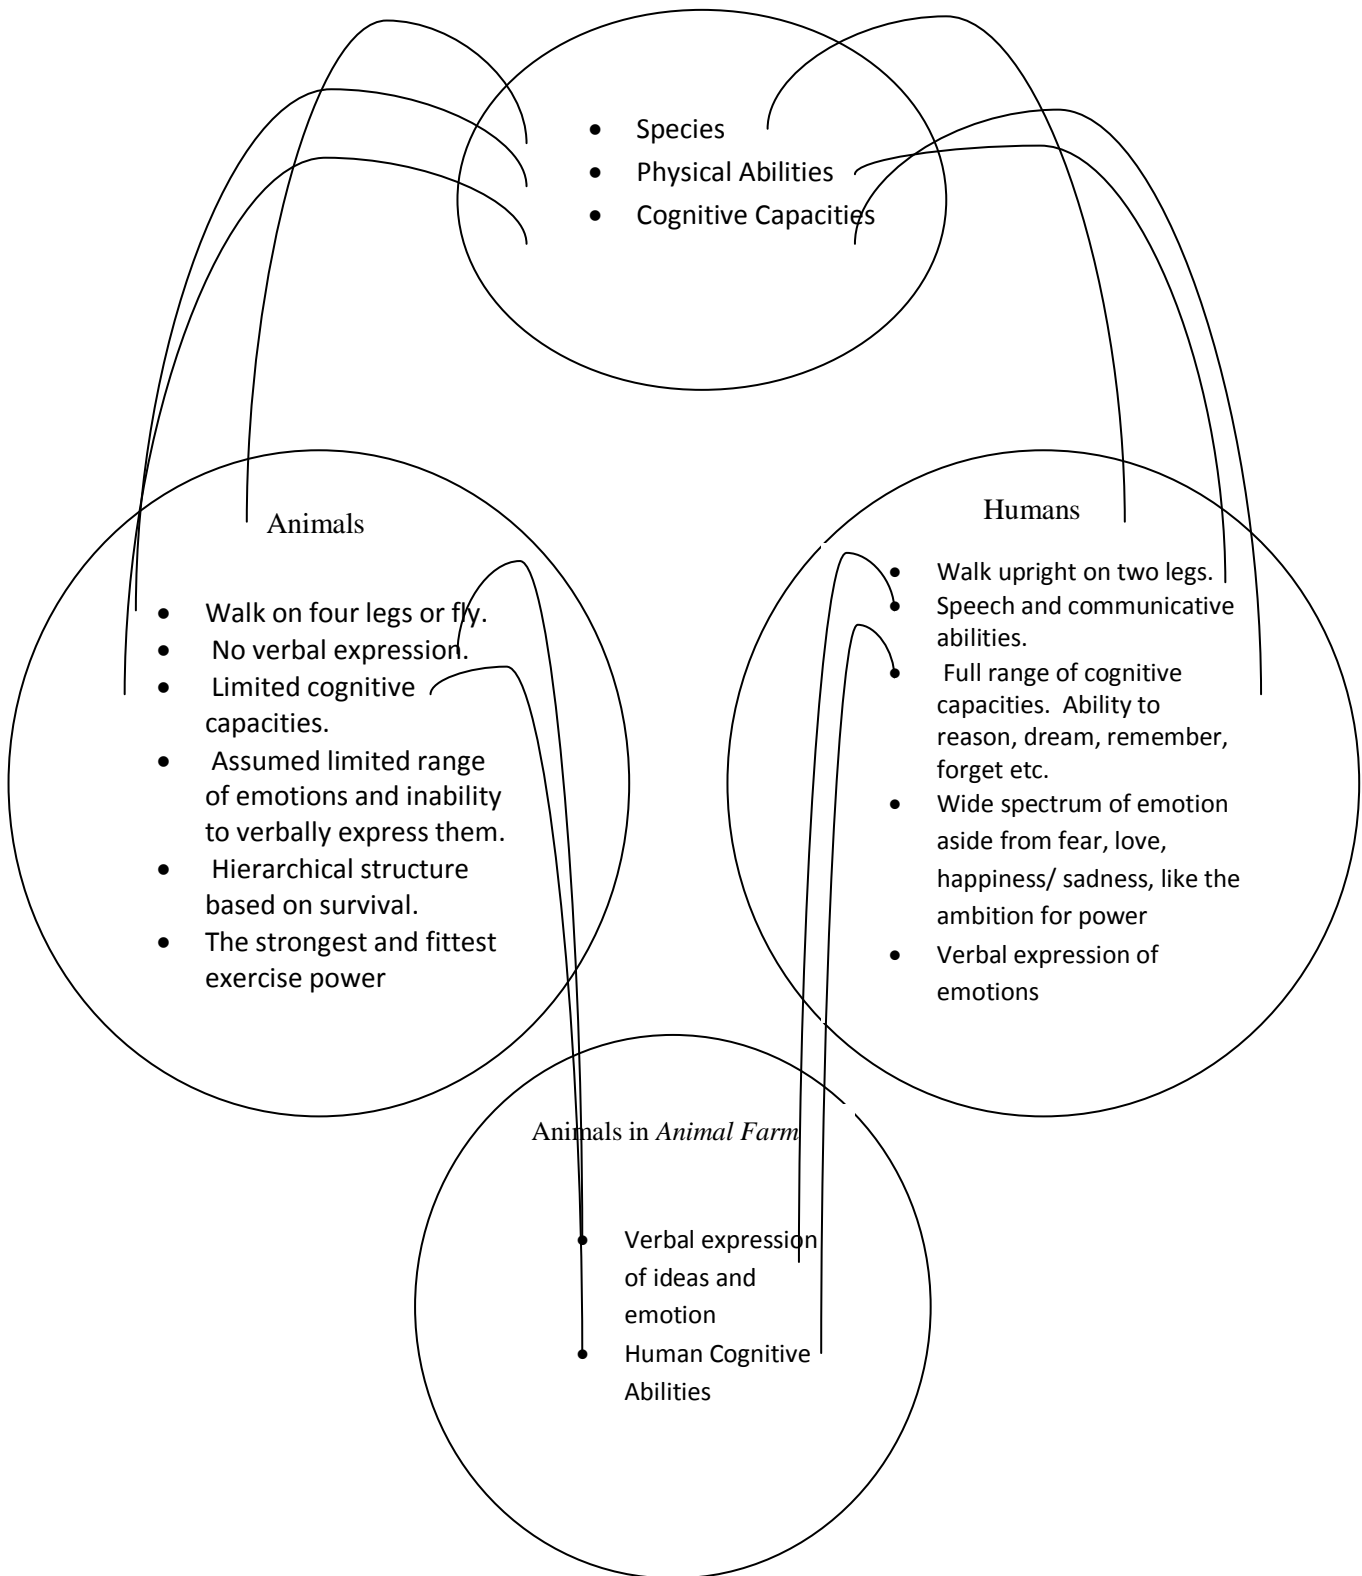 • Species
• Physical Abilities
• Cognitive Capacities
Animals
• Walk on four legs or fly.
• No verbal expression.
• Limited cognitive
capacities.
• Assumed limited range
of emotions and inability
to verbally express them.
• Hierarchical structure
based on survival.
• The strongest and fittest
exercise power
Humans
• Walk upright on two legs.
• Speech and communicative
abilities.
• Full range of cognitive
capacities. Ability to
reason, dream, remember,
forget etc.
• Wide spectrum of emotion
aside from fear, love,
happiness/ sadness, like the
ambition for power
• Verbal expression of
emotions
Animals in Animal Farm
• Verbal expression
of ideas and
emotion
• Human Cognitive
Abilities